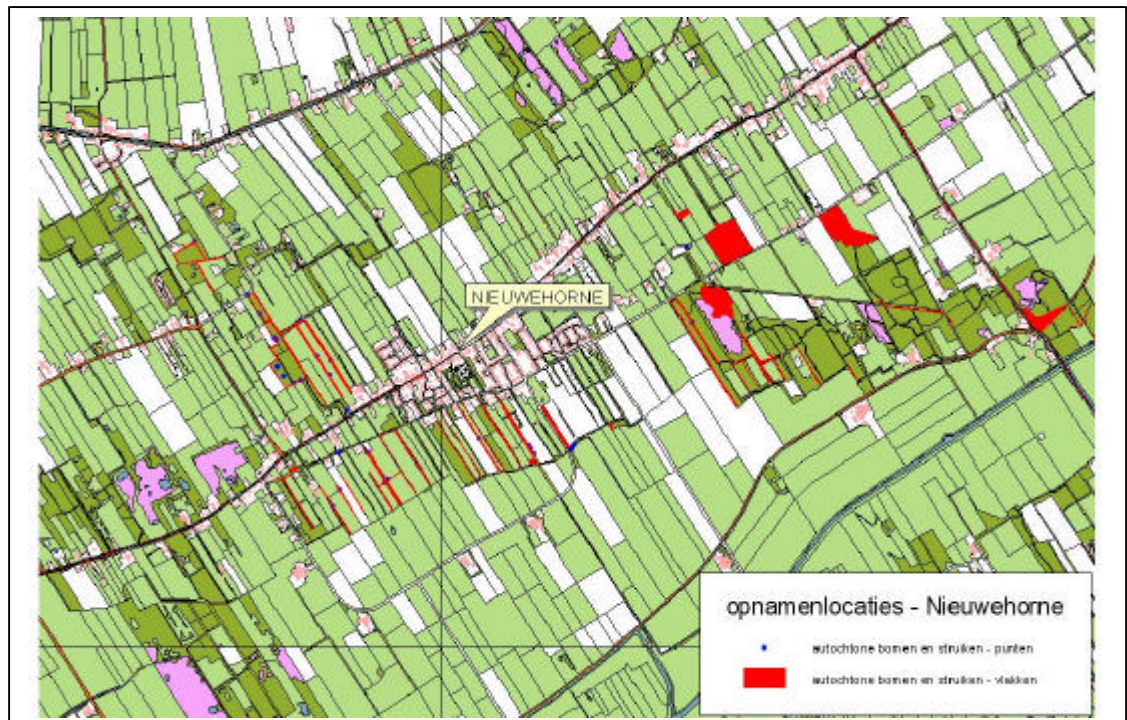 NIEUWEHORNE
opnamenlocaties - Nieuwehorne
autochtone bomen en struiken - punten
autochtone bomen en struiken - vlakken